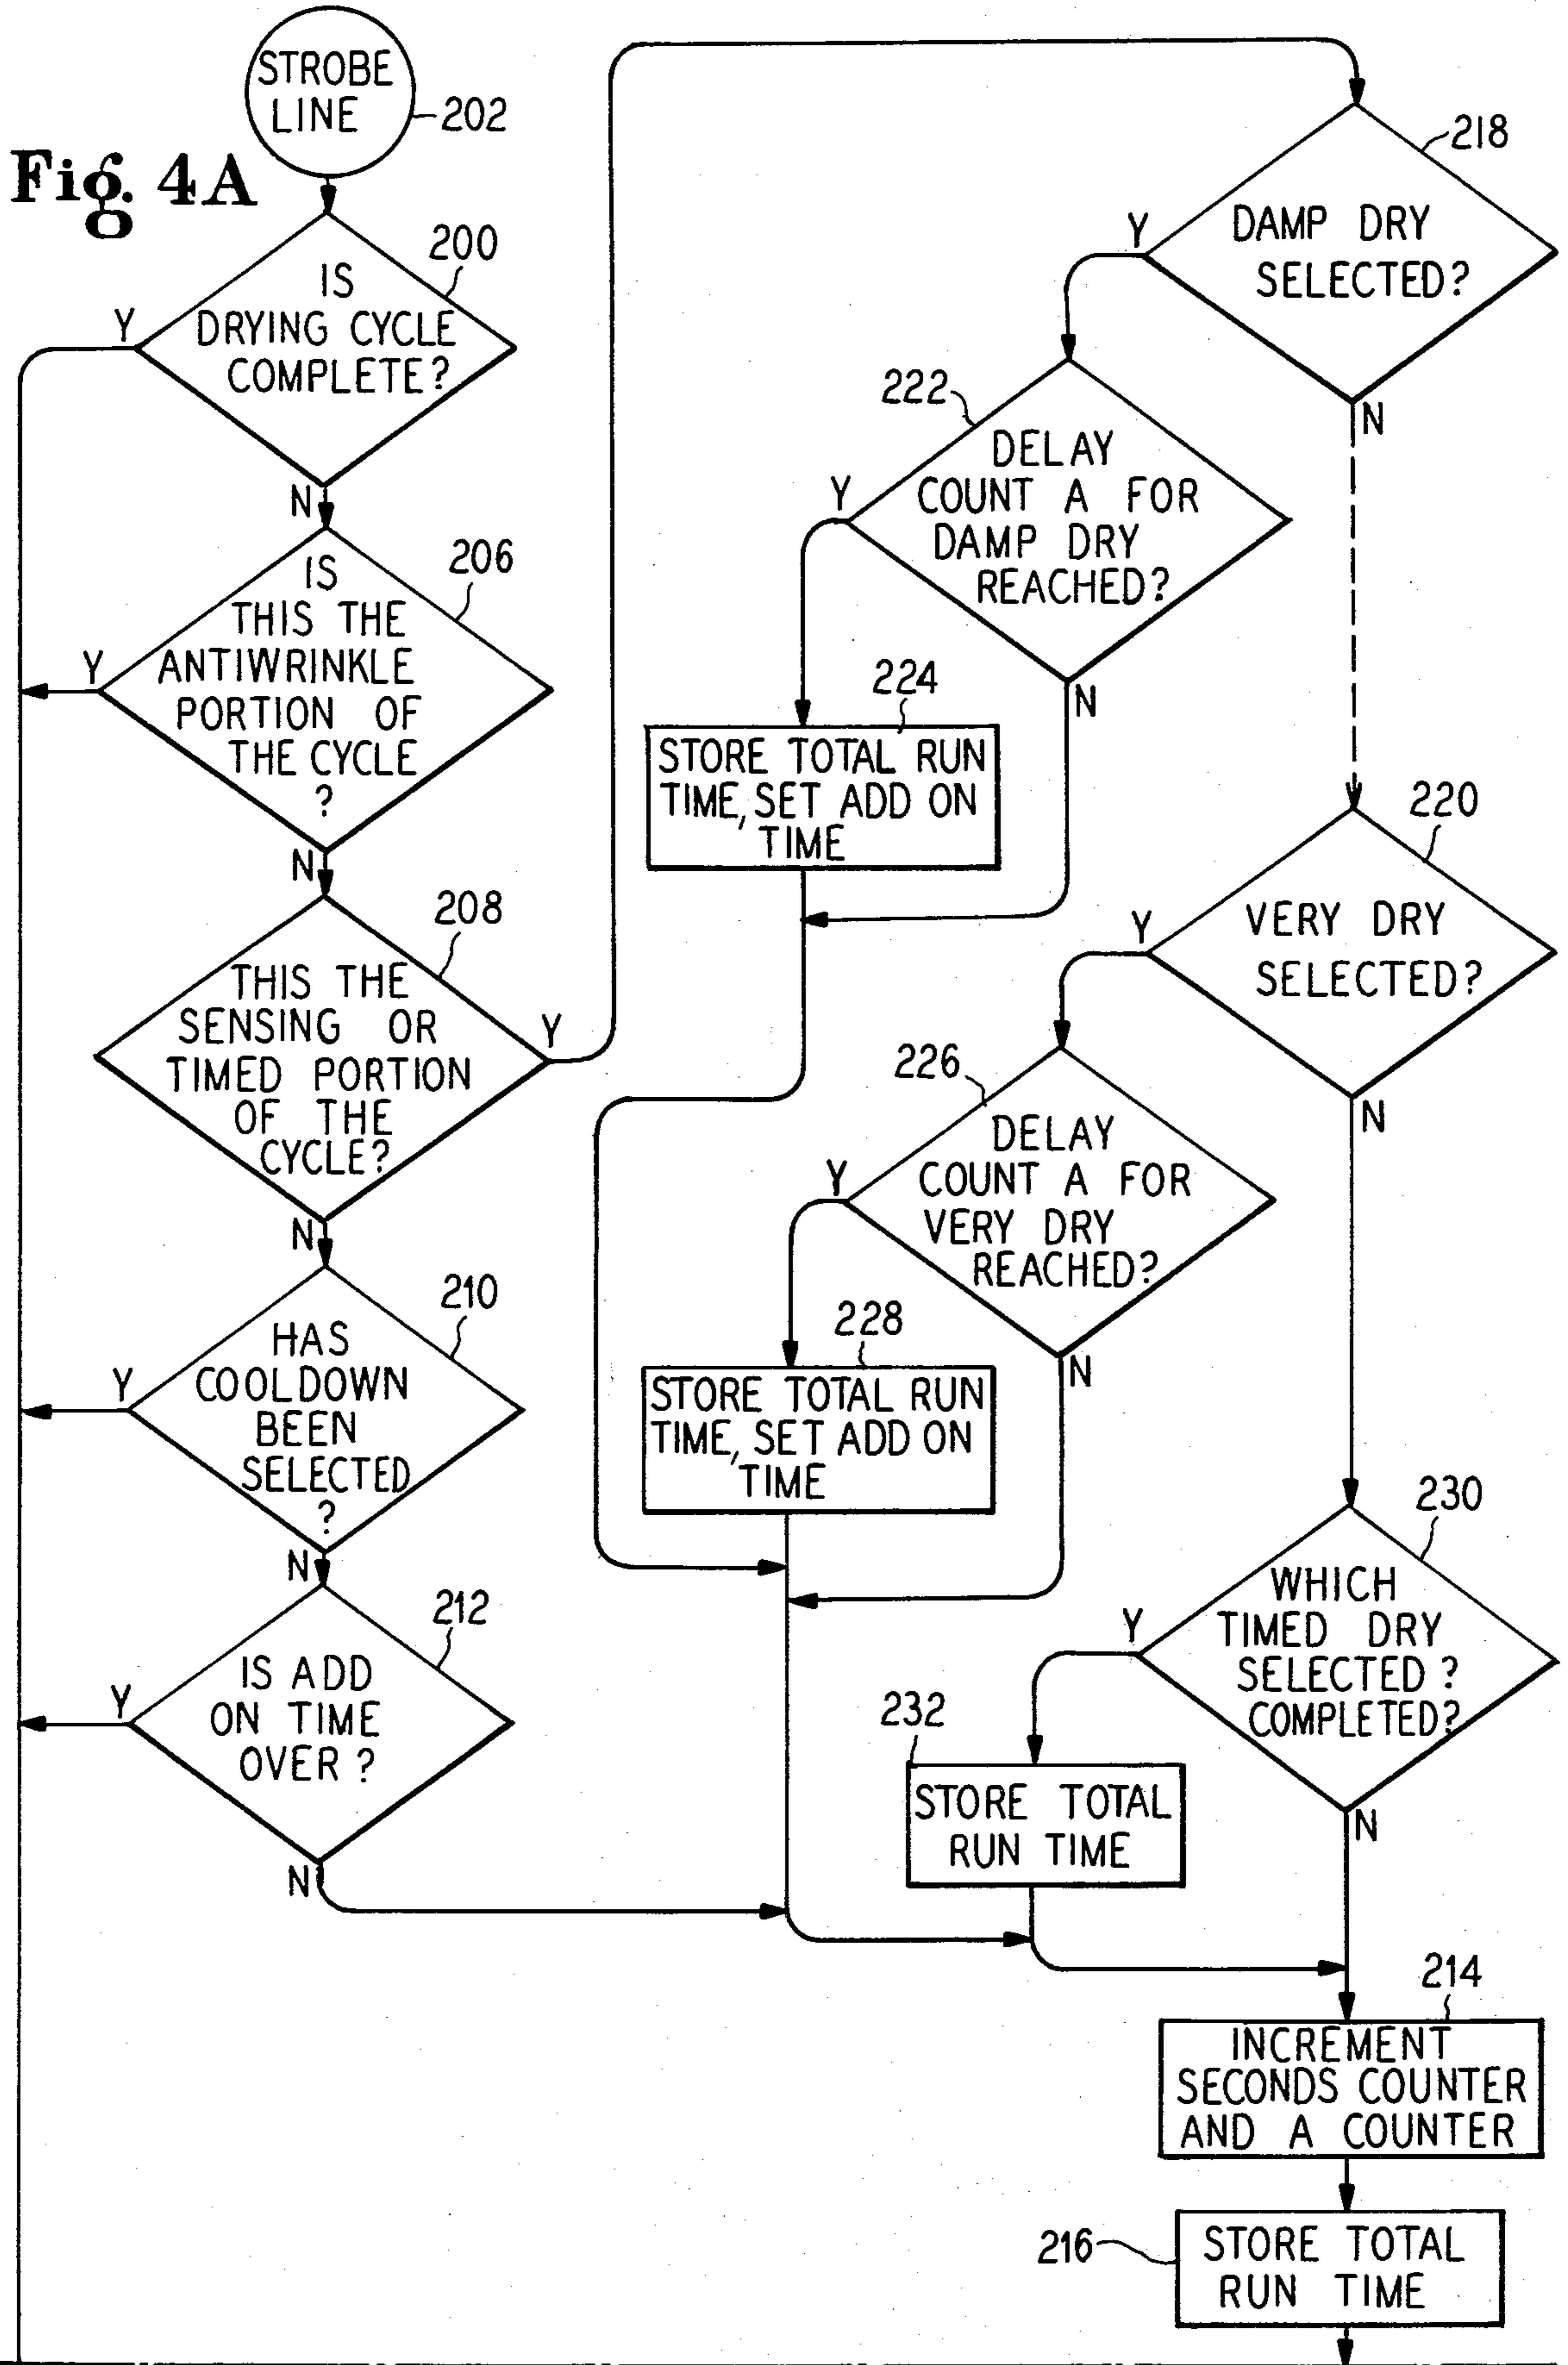 Fig. 4A
STROBE
LINE
202
200
IS
DRYING CYCLE
COMPLETE?
Y
N
206
IS
THIS THE
ANTIWRINKLE
PORTION OF
THE CYCLE
?
Y
N
208
THIS THE
SENSING OR
TIMED PORTION
OF THE
CYCLE?
Y
N
210
HAS
COOLDOWN
BEEN
SELECTED
?
Y
N
212
IS ADD
ON TIME
OVER?
Y
N
218
DAMP DRY
SELECTED?
Y
N
222
DELAY
COUNT A FOR
DAMP DRY
REACHED?
Y
N
224
STORE TOTAL RUN
TIME, SET ADD ON
TIME
220
VERY DRY
SELECTED?
Y
N
226
DELAY
COUNT A FOR
VERY DRY
REACHED?
Y
N
228
STORE TOTAL RUN
TIME, SET ADD ON
TIME
230
WHICH
TIMED DRY
SELECTED?
COMPLETED?
Y
N
232
STORE TOTAL
RUN TIME
214
INCREMENT
SECONDS COUNTER
AND A COUNTER
216
STORE TOTAL
RUN TIME